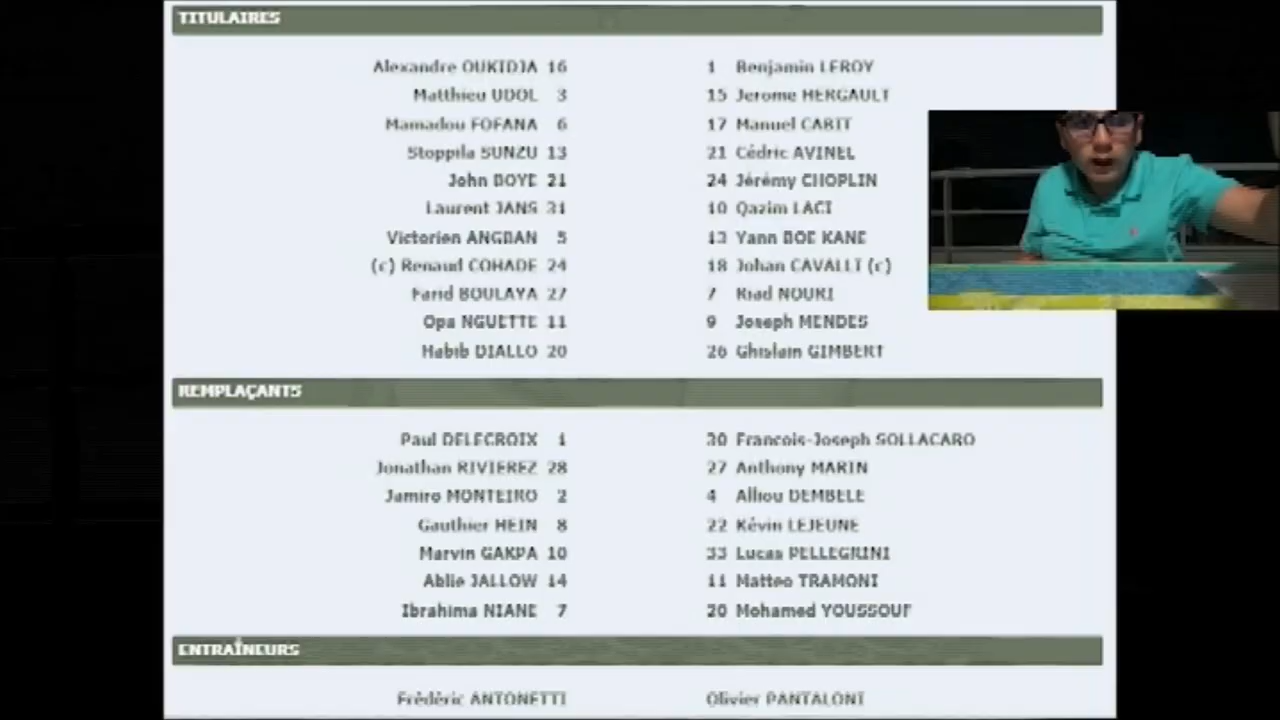 TITULAIRES
Alexandre OUKIDJA 16 1 Benjamin LEROY
Matthieu UDOL 3 15 Jerome HERGAULT
Mamadou FOFANA 6 17 Manuel CABIT
Stoppila SUNZU 13 21 Cédric AVINEL
John BOYE 21 24 Jérémy CHOPLIN
Laurent JANS 31 10 Qazim LACI
Victorien ANGBAN 5 13 Yann BOE KANE
(c) Renaud COHADE 24 18 Johan CAVALLI (c)
Farid BOULAYA 27 7 Riad NOURI
Opa NGUETTE 11 9 Joseph MENDES
Habib DIALLO 20 26 Ghislain GIMBERT
REMPLAÇANTS
Paul DELECROIX 1 30 Francois-Joseph SOLLACARO
Jonathan RIVIEREZ 28 27 Anthony MARIN
Jamiro MONTEIRO 2 4 Alliou DEMBELE
Gauthier HEIN 8 22 Kévin LEJEUNE
Marvin GAKPA 10 33 Lucas PELLEGRINI
Ablie JALLOW 14 11 Matteo TRAMONI
Ibrahima NIANE 7 20 Mohamed YOUSSOUF
ENTRAÎNEURS
Frédéric ANTONETTI Olivier PANTALONI